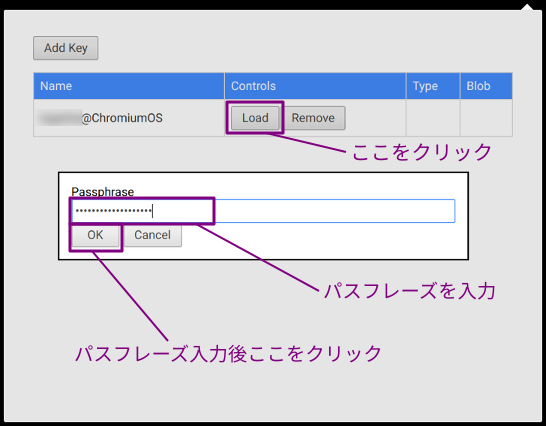 Add Key
Name Controls Type Blob
@ChromiumOS Load Remove
ここをクリック
Passphrase
OK Cancel
パスフレーズを入力
パスフレーズ入力後ここをクリック